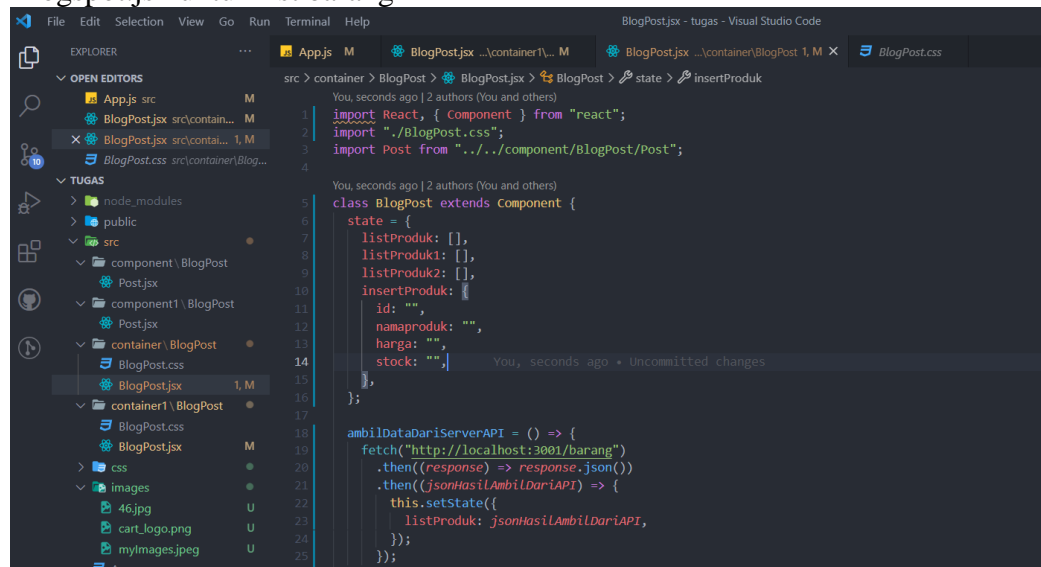 File Edit Selection View Go Run Terminal Help BlogPost.jsx - tugas - Visual Studio Code
EXPLORER ...
OPEN EDITORS
App.js src M
BlogPost.jsx src\contain... M
BlogPost.jsx src\contai... 1, M
BlogPost.css src\container\Blog...
10
TUGAS
node_modules
public
src
component \ BlogPost
Post.jsx
component1 \ BlogPost
Post.jsx
container \ BlogPost
BlogPost.css
BlogPost.jsx 1, M
container1 \ BlogPost
BlogPost.css
BlogPost.jsx M
css
images
46.jpg U
cart_logo.png U
myImages.jpeg U
App.js M BlogPost.jsx ...\container1\... M BlogPost.jsx ...\container\BlogPost 1, M BlogPost.css
src > container > BlogPost > BlogPost.jsx > BlogPost > state > insertProduk
You, seconds ago | 2 authors (You and others)
1 import React, { Component } from "react";
2 import "./BlogPost.css";
3 import Post from "../../component/BlogPost/Post";
4
You, seconds ago | 2 authors (You and others)
5 class BlogPost extends Component {
6 state = {
7 listProduk: [],
8 listProduk1: [],
9 listProduk2: [],
10 insertProduk: {
11 id: "",
12 namaproduk: "",
13 harga: "",
14 stock: "", You, seconds ago • Uncommitted changes
15 },
16 };
17
18 ambilDataDariServerAPI = () => {
19 fetch("http://localhost:3001/barang")
20 .then((response) => response.json())
21 .then((jsonHasilAmbilDariAPI) => {
22 this.setState({
23 listProduk: jsonHasilAmbilDariAPI,
24 });
25 });